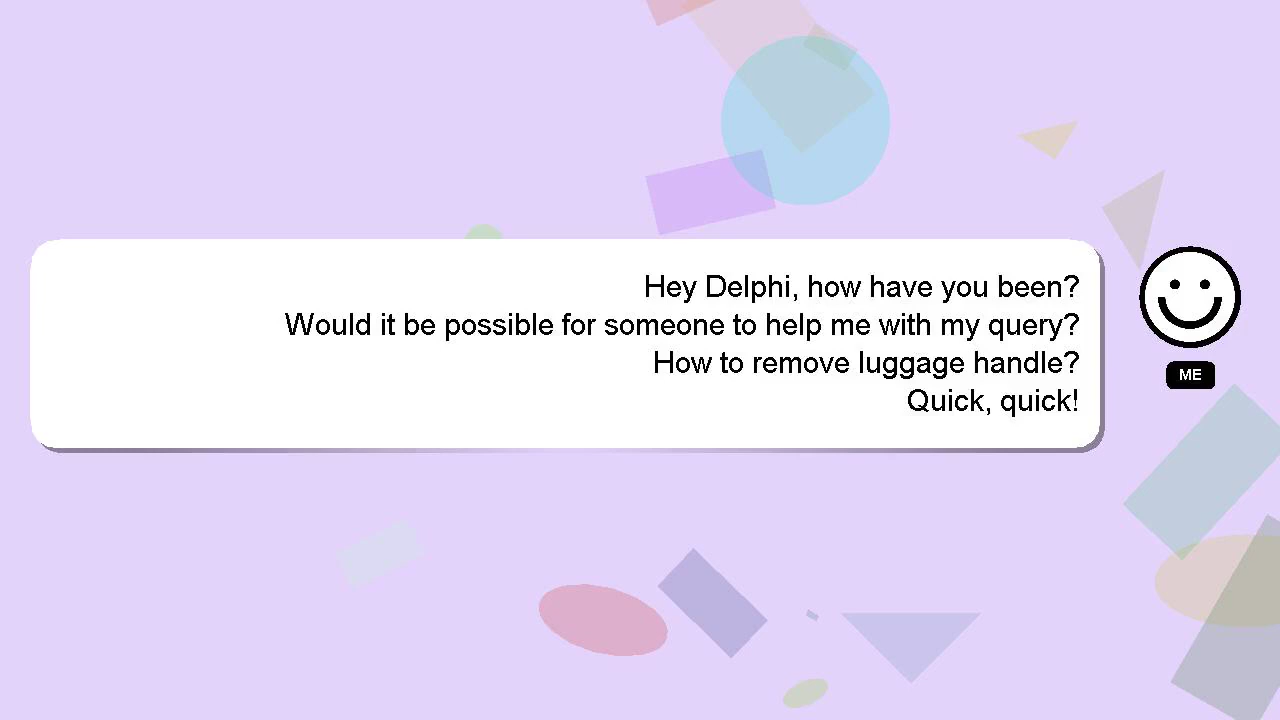 Hey Delphi, how have you been?
Would it be possible for someone to help me with my query?
How to remove luggage handle?
Quick, quick!
ME